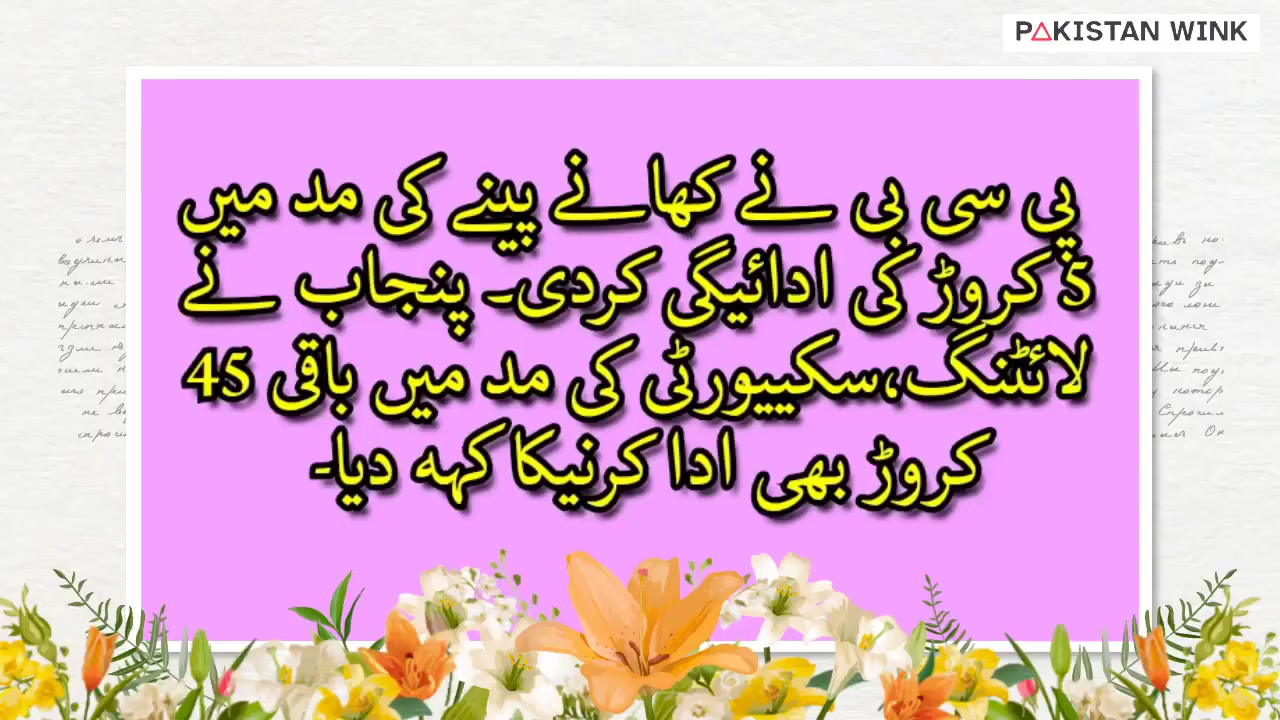 PAKISTAN WINK
پی سی بی نے کھانے پینے کی مد میں
5 کروڑ کی ادائیگی کردی۔ پنجاب نے
لائٹنگ،سکییورٹی کی مد میں باقی 45
کروڑ بھی ادا کرنیکا کہہ دیا۔